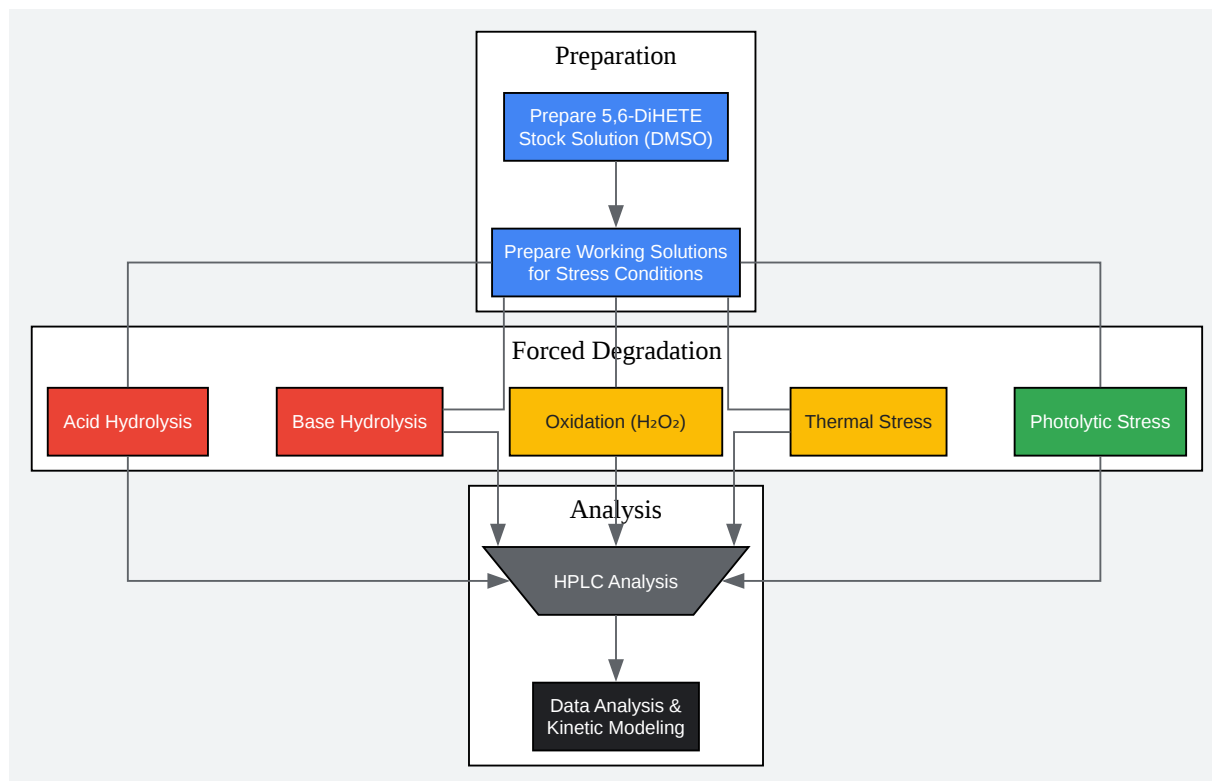 Preparation
Prepare 5,6-DiHETE
Stock Solution (DMSO)
Prepare Working Solutions
for Stress Conditions
Forced Degradation
Acid Hydrolysis
Base Hydrolysis
Oxidation (H₂O₂)
Thermal Stress
Photolytic Stress
Analysis
HPLC Analysis
Data Analysis &
Kinetic Modeling